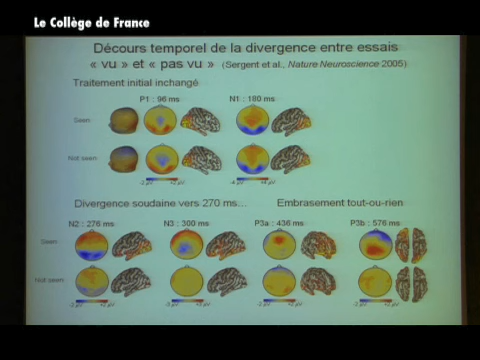 Le Collège de France
Décours temporel de la divergence entre essais
« vu » et « pas vu » (Sergent et al., Nature Neuroscience 2005)
Traitement initial inchangé
P1 : 96 ms N1 : 180 ms
Seen
Not seen
Divergence soudaine vers 270 ms... Embrasement tout-ou-rien
N2 : 276 ms N3 : 300 ms P3a : 436 ms P3b : 576 ms
Seen
Not seen